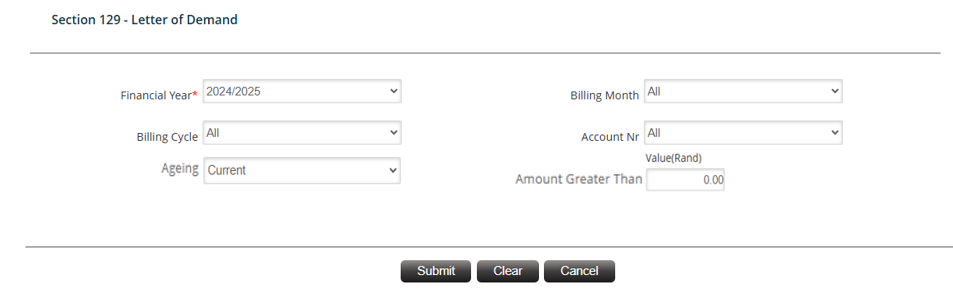 Section 129 - Letter of Demand
Financial Year* 2024/2025 Billing Month All
Billing Cycle All Account Nr All
Value(Rand)
Ageing Current Amount Greater Than 0.00
Submit Clear Cancel